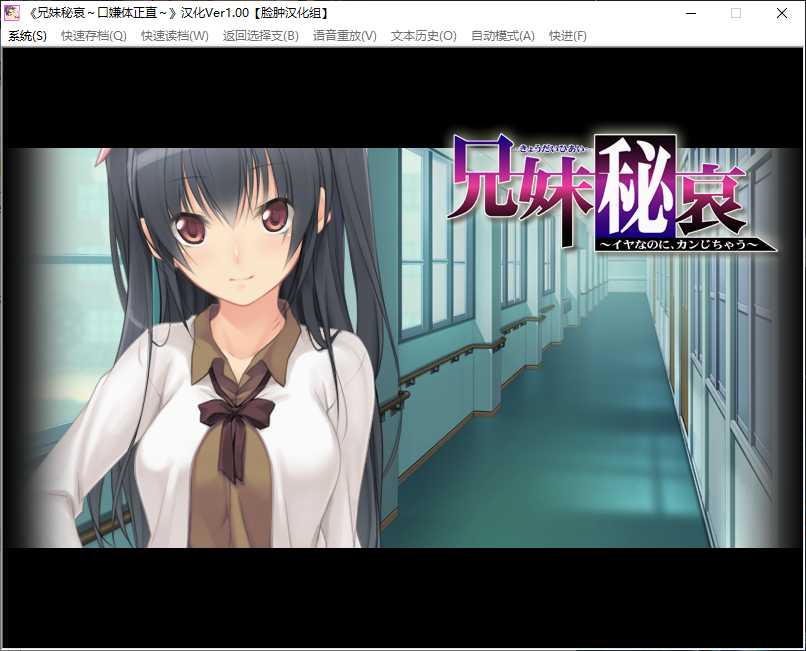 《兄妹秘哀～口嫌体正直～》汉化Ver1.00【脸肿汉化组】
系统(S) 快速存档(Q) 快速读档(W) 返回选择支(B) 语音重放(V) 文本历史(O) 自动模式(A) 快进(F)
-きょうだいひあい-
兄妹秘哀
～イヤなのに、カンじちゃう～